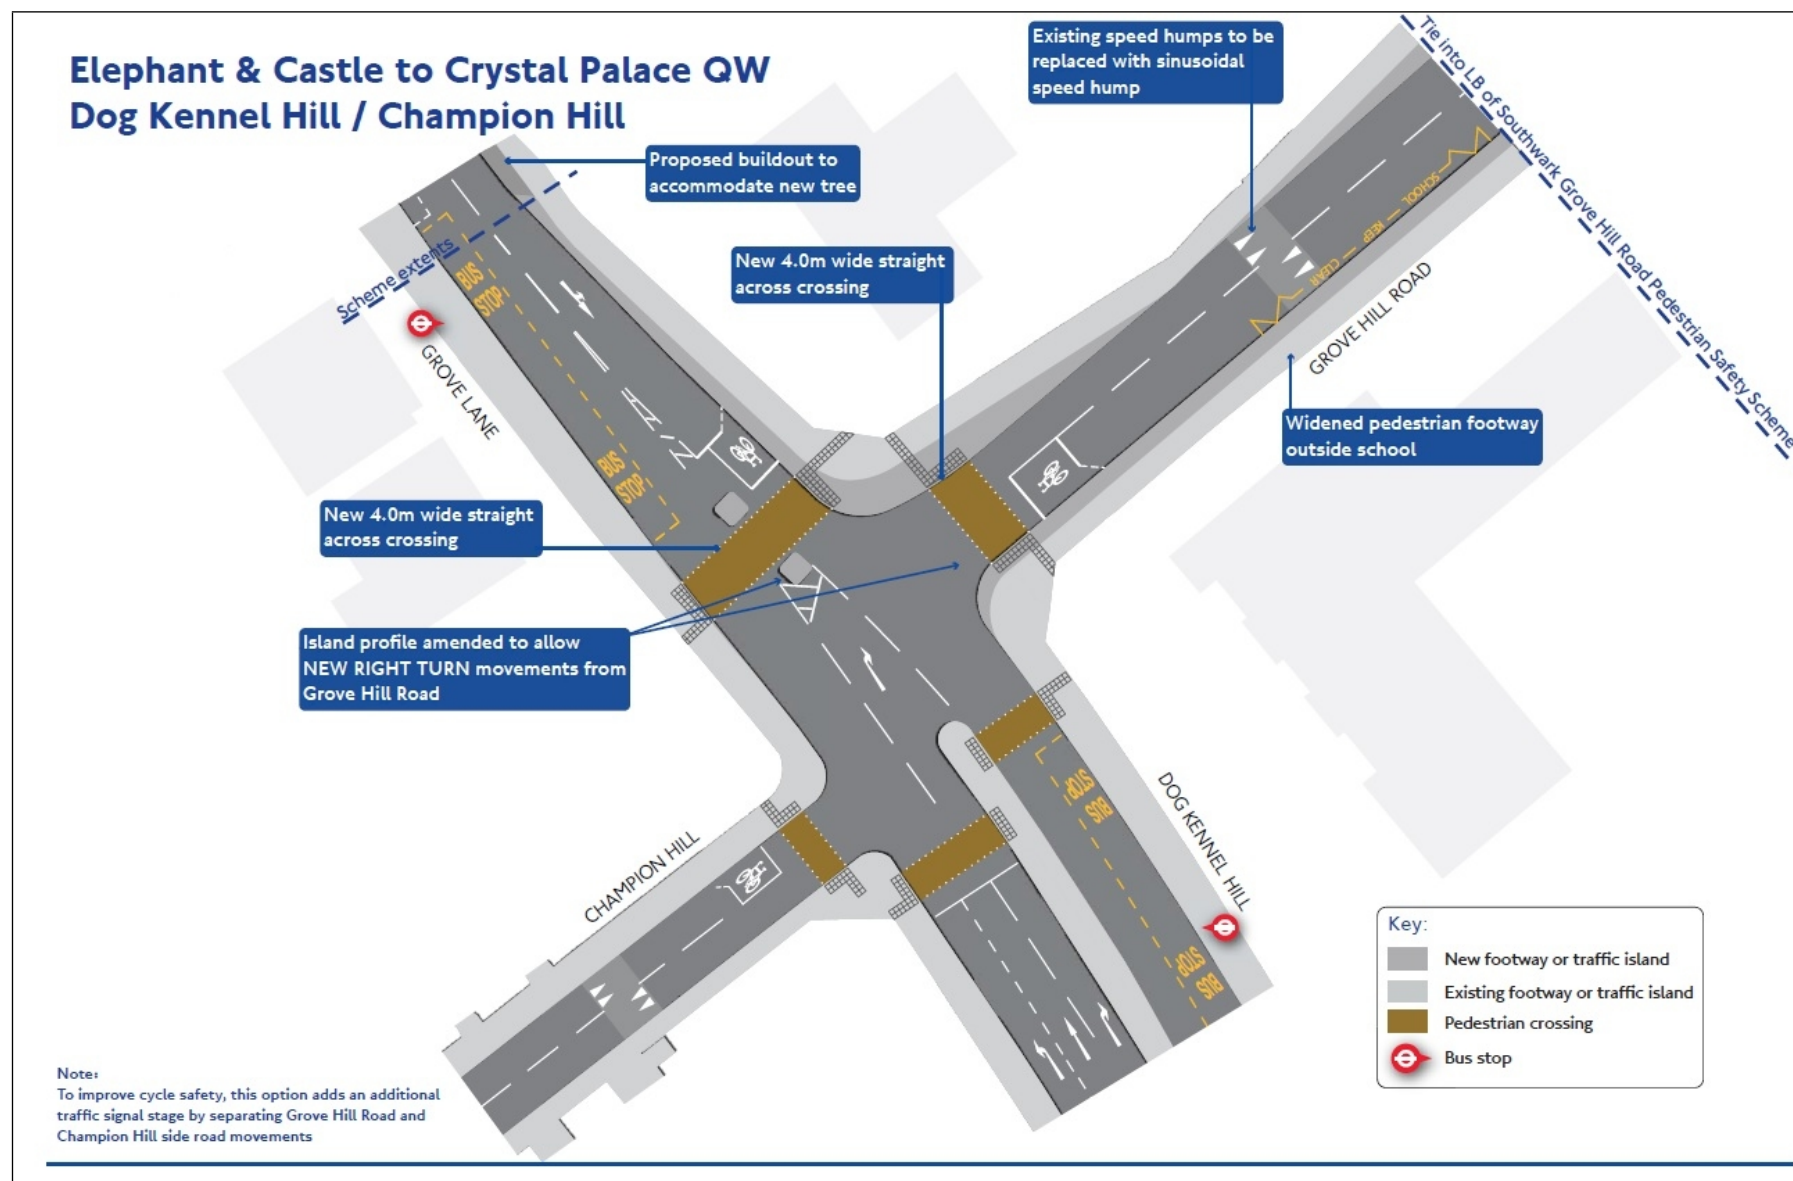 Elephant & Castle to Crystal Palace QW
Dog Kennel Hill / Champion Hill
Existing speed humps to be
replaced with sinusoidal
speed hump
Tie into LB of Southwark Grove Hill Road Pedestrian Safety Scheme
Proposed buildout to
accommodate new tree
New 4.0m wide straight
across crossing
Scheme extents
BUS
STOP
GROVE LANE
BUS
STOP
SCHOOL — KEEP — CLEAR
GROVE HILL ROAD
Widened pedestrian footway
outside school
New 4.0m wide straight
across crossing
Island profile amended to allow
NEW RIGHT TURN movements from
Grove Hill Road
BUS
STOP
DOG KENNEL HILL
BUS
STOP
CHAMPION HILL
Key:
New footway or traffic island
Existing footway or traffic island
Pedestrian crossing
Bus stop
Note:
To improve cycle safety, this option adds an additional
traffic signal stage by separating Grove Hill Road and
Champion Hill side road movements